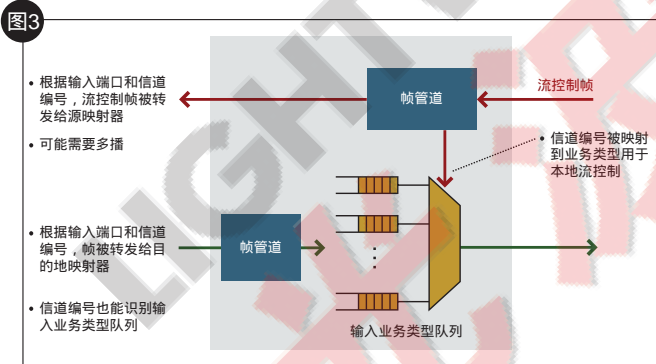 图3
• 根据输入端口和信道
编号，流控制帧被转
发给源映射器
• 可能需要多播
帧管道
流控制帧
• 信道编号被映射
到业务类型用于
本地流控制
• 根据输入端口和信道
编号，帧被转发给目
的地映射器
• 信道编号也能识别输
入业务类型队列
帧管道
输入业务类型队列